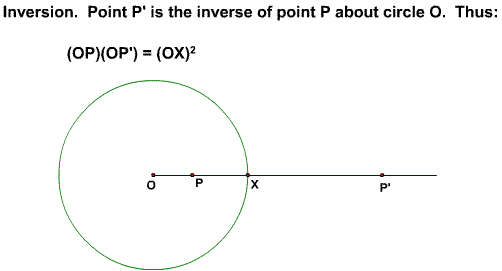 Inversion.  Point P' is the inverse of point P about circle O.  Thus:
(OP)(OP') = (OX)²
O P X P'